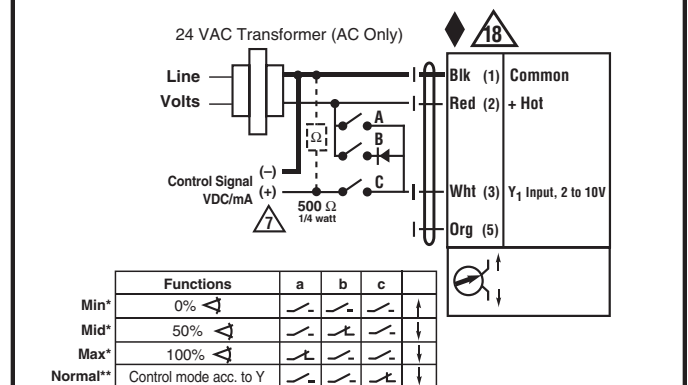 24 VAC Transformer (AC Only)
18
Line
Volts
Blk (1) Common
Red (2) + Hot
A
Ω
B
(–)
Control Signal
VDC/mA
(+)
C
Wht (3) Y1 Input, 2 to 10V
7
500 Ω
1/4 watt
Org (5)
Functions a b c
Min* 0%
Mid* 50%
Max* 100%
Normal** Control mode acc. to Y